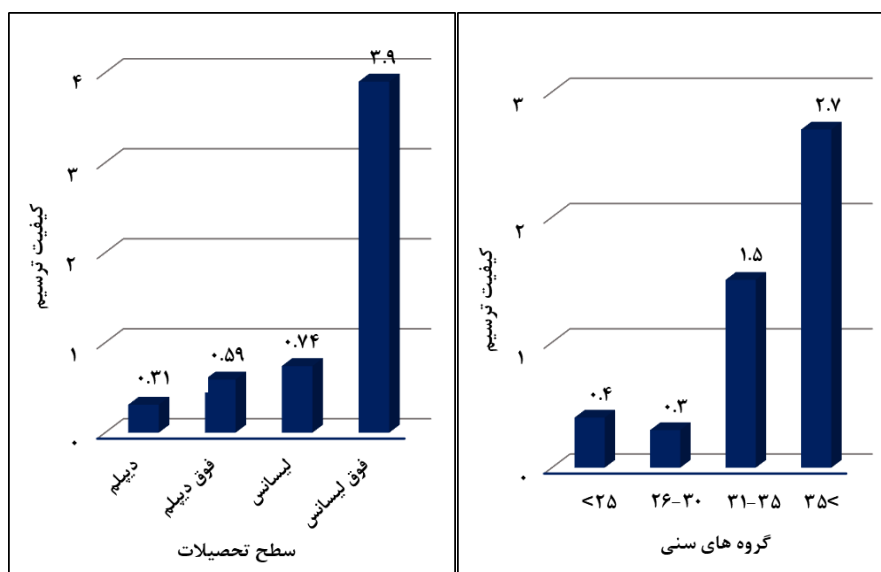 ۴
۳
۲
۱
۰
۰.۳۱
۰.۵۹
۰.۷۴
۳.۹
دیپلم
فوق دیپلم
لیسانس
فوق لیسانس
کیفیت ترسیم
سطح تحصیلات
۳
۲
۱
۰
۰.۴
۰.۳
۱.۵
۲.۷
<۲۵
۲۶-۳۰
۳۱-۳۵
۳۵<
کیفیت ترسیم
گروه های سنی